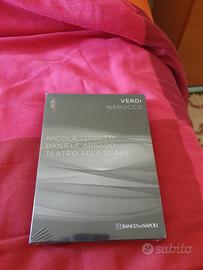 VERDI
NABUCCO
NICOLA LUISOTTI
DANIELE ABBADO
TEATRO ALLA SCALA
BANCO DI NAPOLI
subito